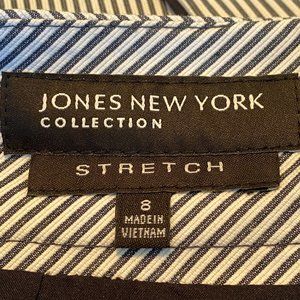 JONES NEW YORK
COLLECTION
STRETCH
8
MADE IN
VIETNAM